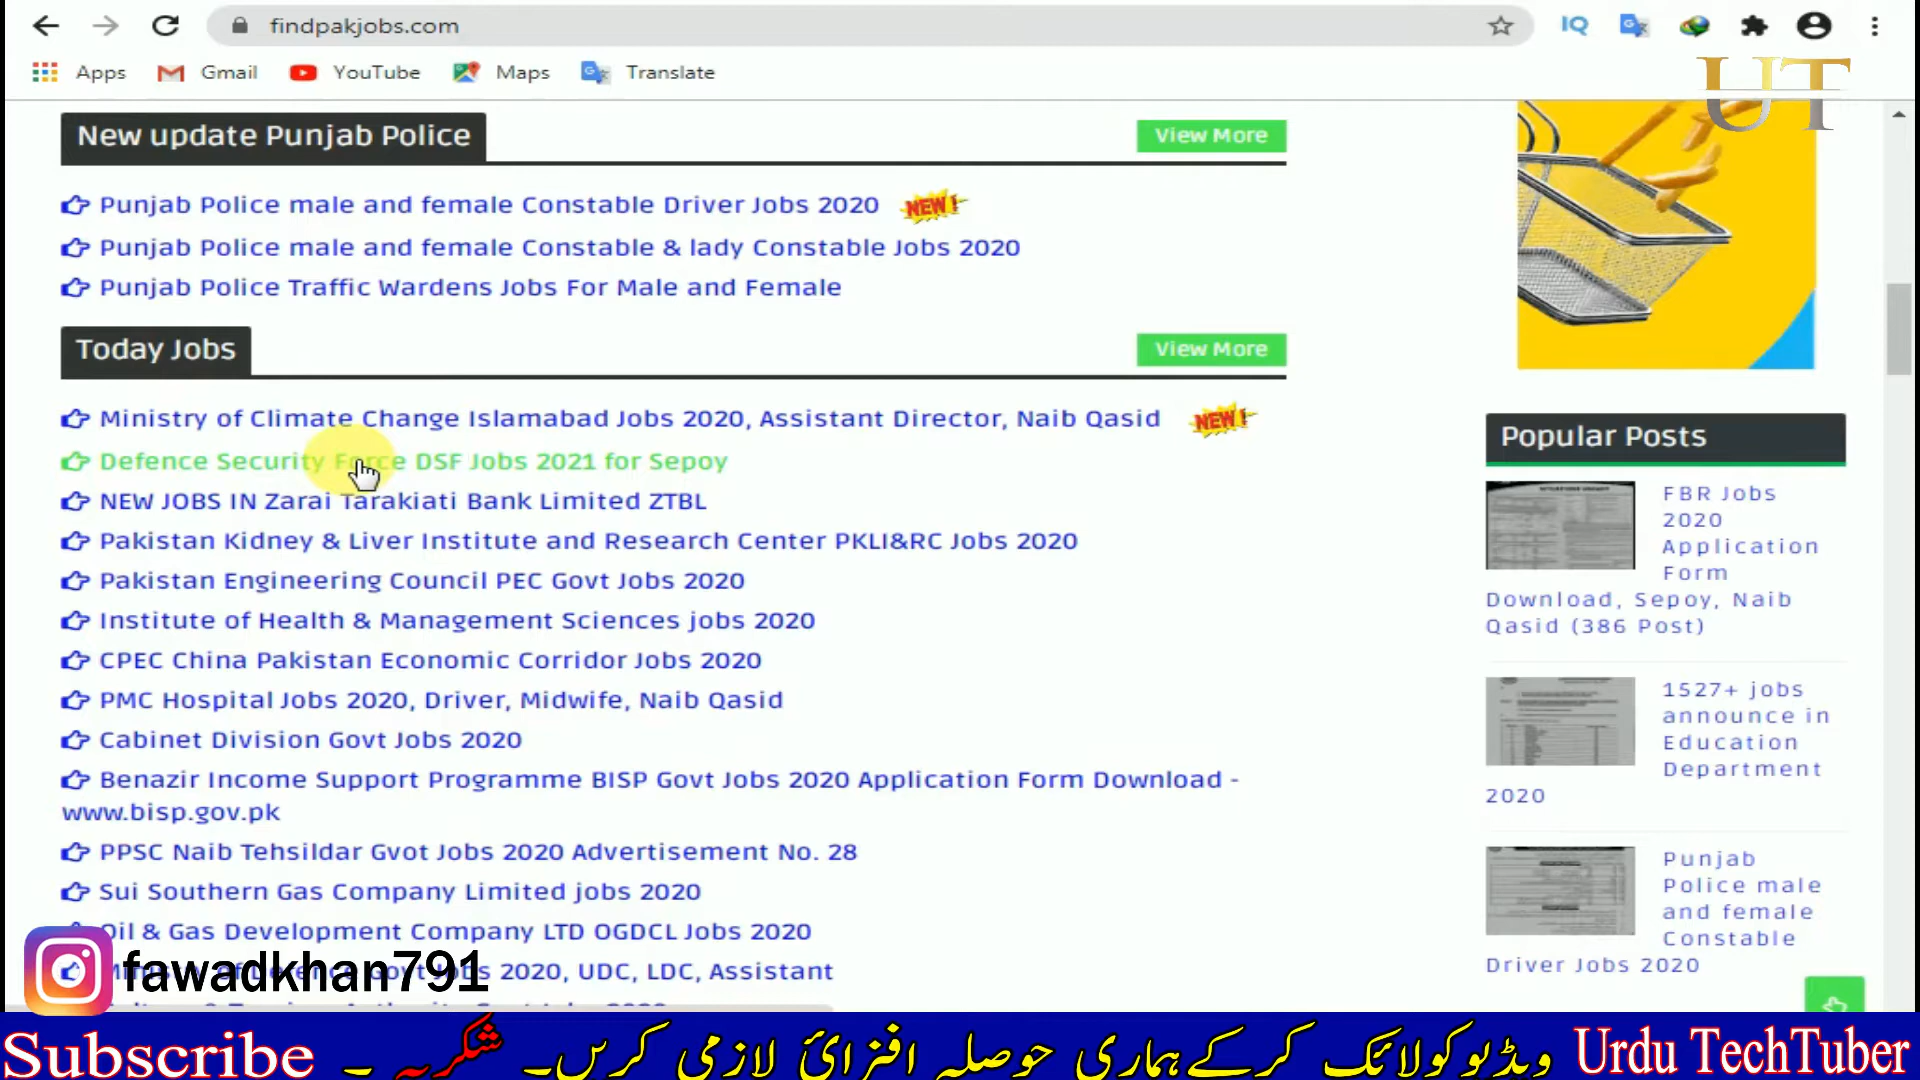 findpakjobs.com
IQ
Apps
Gmail
YouTube
Maps
Translate
UT
New update Punjab Police
View More
Punjab Police male and female Constable Driver Jobs 2020 NEW!
Punjab Police male and female Constable & lady Constable Jobs 2020
Punjab Police Traffic Wardens Jobs For Male and Female
Today Jobs
View More
Ministry of Climate Change Islamabad Jobs 2020, Assistant Director, Naib Qasid NEW!
Defence Security Force DSF Jobs 2021 for Sepoy
NEW JOBS IN Zarai Tarakiati Bank Limited ZTBL
Pakistan Kidney & Liver Institute and Research Center PKLI&RC Jobs 2020
Pakistan Engineering Council PEC Govt Jobs 2020
Institute of Health & Management Sciences jobs 2020
CPEC China Pakistan Economic Corridor Jobs 2020
PMC Hospital Jobs 2020, Driver, Midwife, Naib Qasid
Cabinet Division Govt Jobs 2020
Benazir Income Support Programme BISP Govt Jobs 2020 Application Form Download -
www.bisp.gov.pk
PPSC Naib Tehsildar Gvot Jobs 2020 Advertisement No. 28
Sui Southern Gas Company Limited jobs 2020
Oil & Gas Development Company LTD OGDCL Jobs 2020
Jobs 2020, UDC, LDC, Assistant
fawadkhan791
Popular Posts
FBR Jobs
2020
Application
Form
Download, Sepoy, Naib
Qasid (386 Post)
1527+ jobs
announce in
Education
Department
2020
Punjab
Police male
and female
Constable
Driver Jobs 2020
Subscribe
ویڈیو کو لائک کر کے ہماری حوصلہ افزائ لازمی کریں۔ شکریہ ۔
Urdu TechTuber